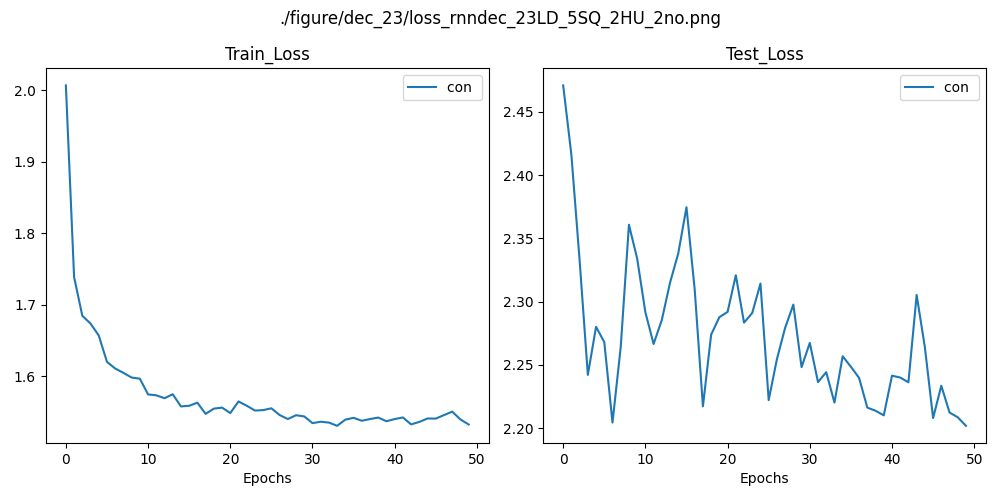 ./figure/dec_23/loss_rnndec_23LD_5SQ_2HU_2no.png
Train_Loss
con
2.0
1.9
1.8
1.7
1.6
0 10 20 30 40 50
Epochs
Test_Loss
con
2.45
2.40
2.35
2.30
2.25
2.20
0 10 20 30 40 50
Epochs